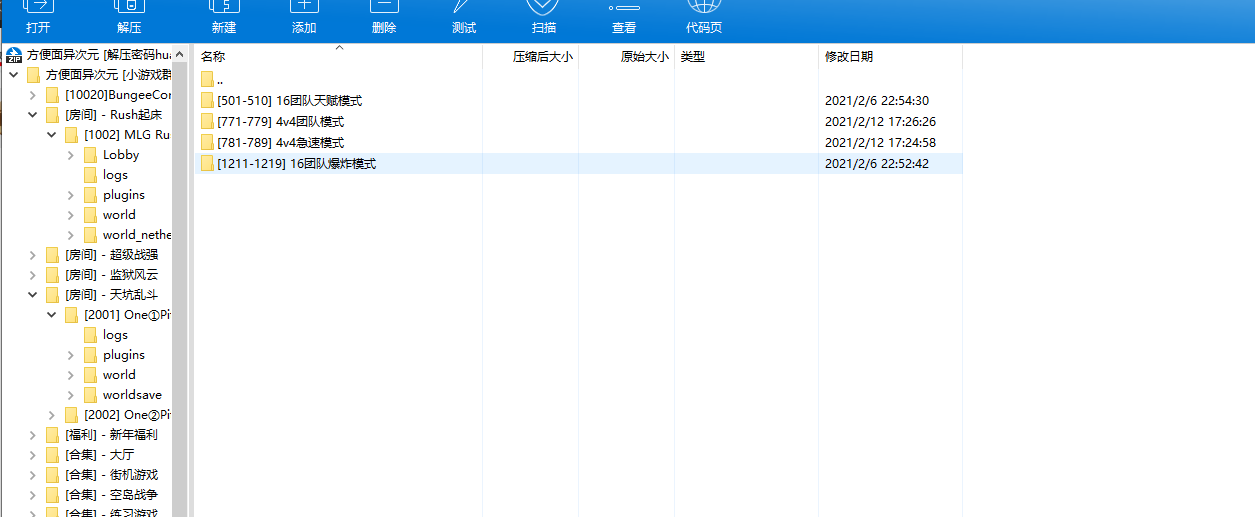 打开 解压 新建 添加 删除 测试 扫描 查看 代码页
方便面异次元 [解压密码hua
方便面异次元 [小游戏群
[10020]BungeeCor
[房间] - Rush起床
[1002] MLG Ru
Lobby
logs
plugins
world
world_nethe
[房间] - 超级战强
[房间] - 监狱风云
[房间] - 天坑乱斗
[2001] One①Pi
logs
plugins
world
worldsave
[2002] One②Pi
[福利] - 新年福利
[合集] - 大厅
[合集] - 街机游戏
[合集] - 空岛战争
[合集] - 练习游戏
名称 压缩后大小 原始大小 类型 修改日期
..
[501-510] 16团队天赋模式 2021/2/6 22:54:30
[771-779] 4v4团队模式 2021/2/12 17:26:26
[781-789] 4v4急速模式 2021/2/12 17:24:58
[1211-1219] 16团队爆炸模式 2021/2/6 22:52:42